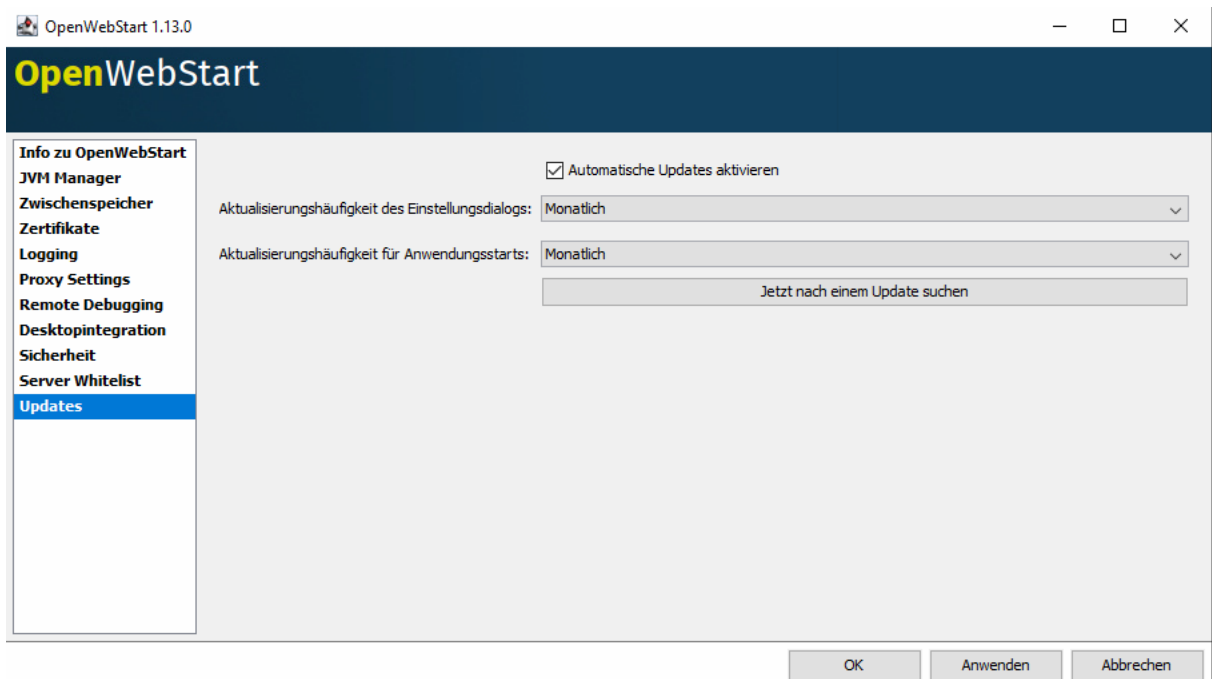 OpenWebStart 1.13.0
OpenWebStart
Info zu OpenWebStart
JVM Manager
Zwischenspeicher
Zertifikate
Logging
Proxy Settings
Remote Debugging
Desktopintegration
Sicherheit
Server Whitelist
Updates
Automatische Updates aktivieren
Aktualisierungshäufigkeit des Einstellungsdialogs: Monatlich
Aktualisierungshäufigkeit für Anwendungsstarts: Monatlich
Jetzt nach einem Update suchen
OK Anwenden Abbrechen